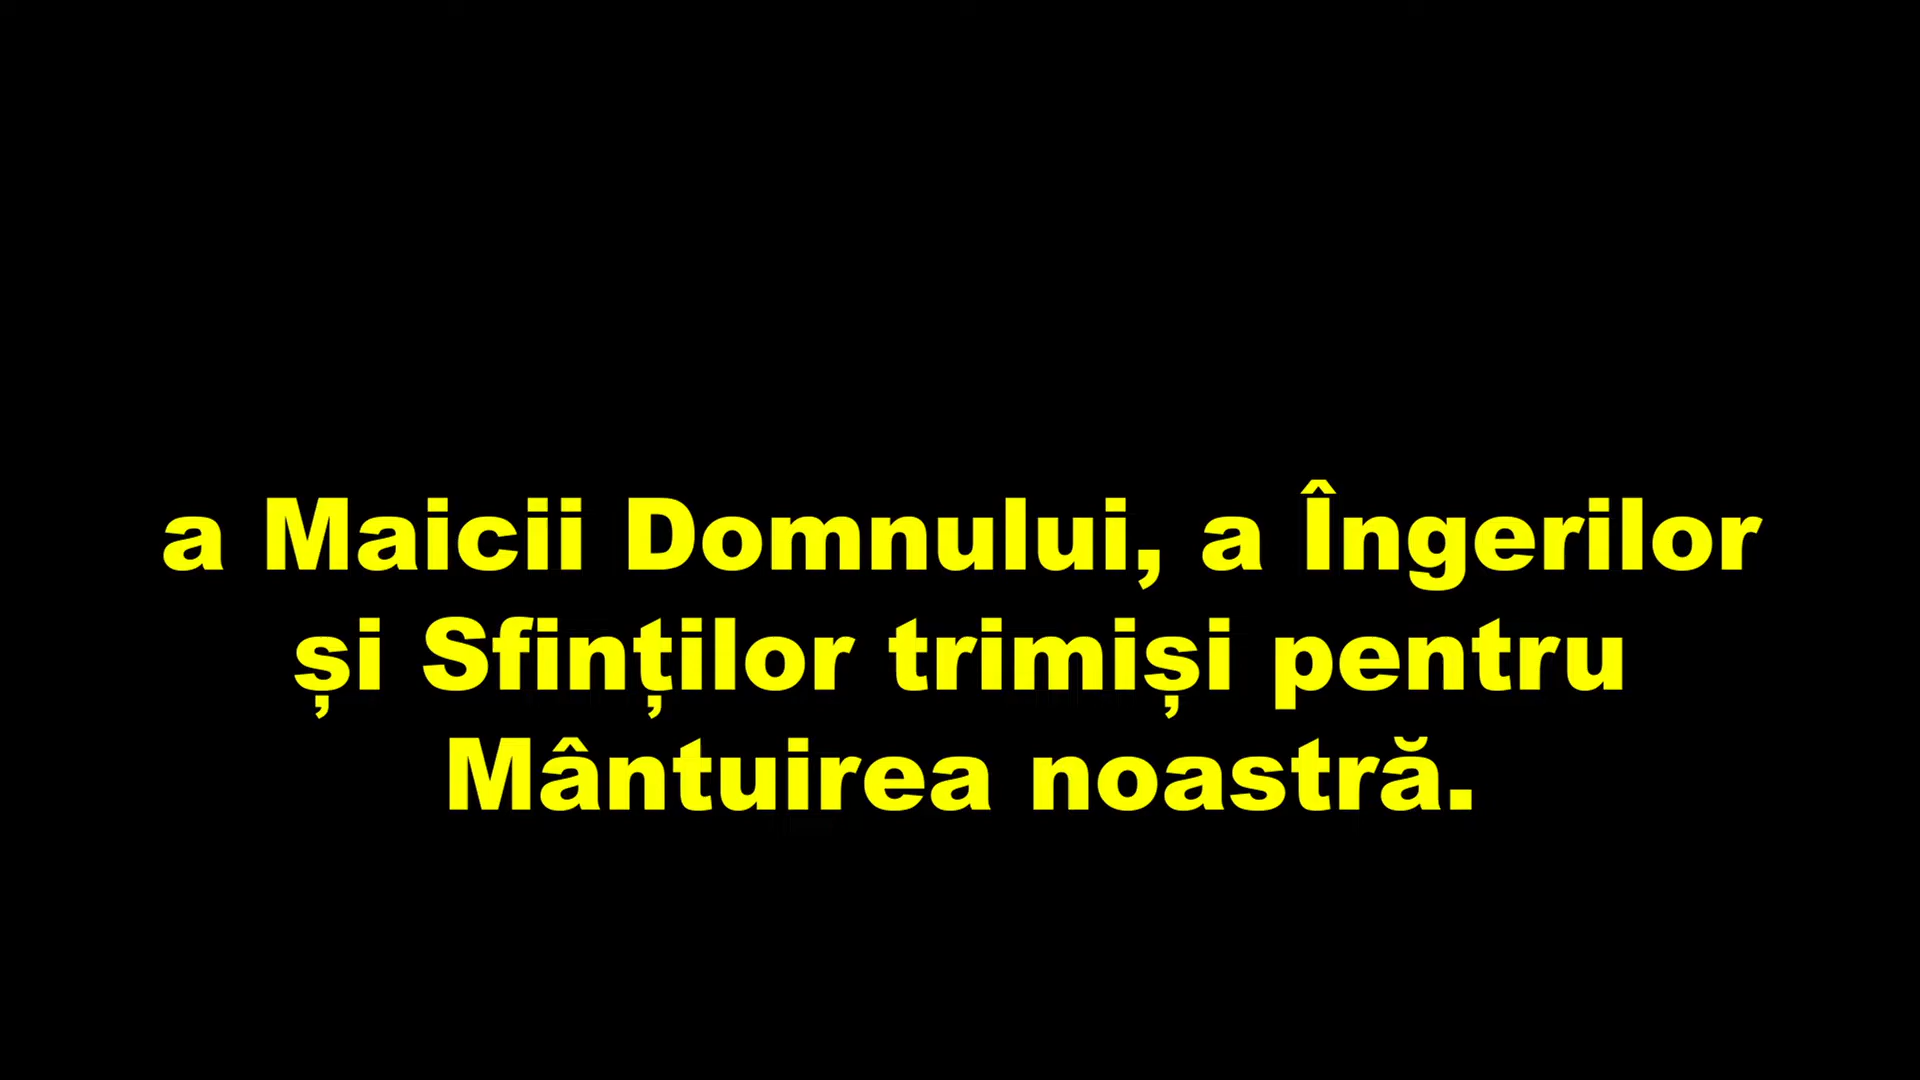 a Maicii Domnului, a Îngerilor
și Sfinților trimiși pentru
Mântuirea noastră.